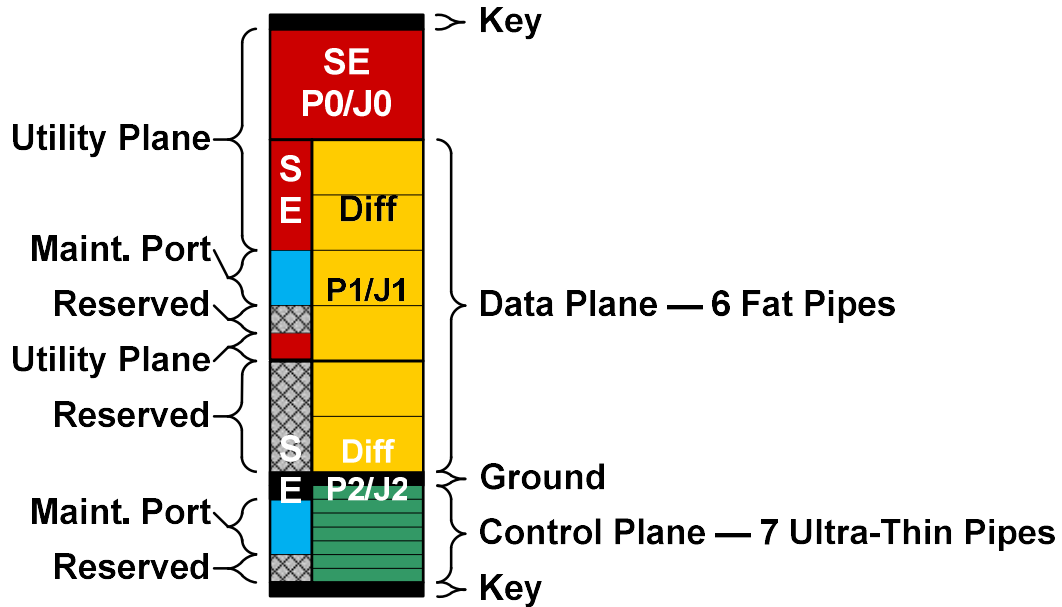 Key
SE
P0/J0
Utility Plane
S
E
Diff
Maint. Port
P1/J1
Reserved
Data Plane — 6 Fat Pipes
Utility Plane
Reserved
S
Diff
E
P2/J2
Ground
Maint. Port
Control Plane — 7 Ultra-Thin Pipes
Reserved
Key